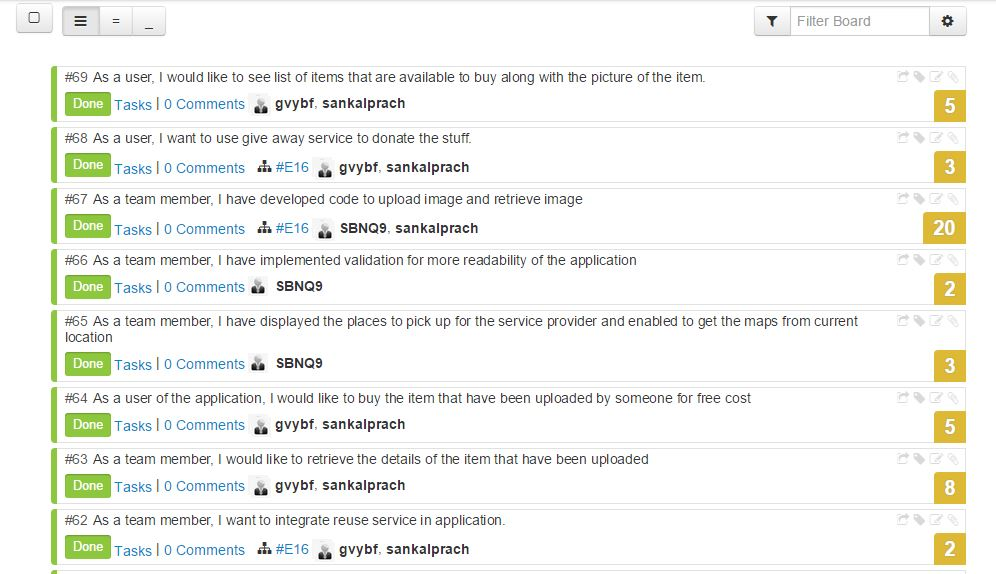 = _ Filter Board
#69 As a user, I would like to see list of items that are available to buy along with the picture of the item.
Done Tasks | 0 Comments gvybf, sankalprach 5
#68 As a user, I want to use give away service to donate the stuff.
Done Tasks | 0 Comments #E16 gvybf, sankalprach 3
#67 As a team member, I have developed code to upload image and retrieve image
Done Tasks | 0 Comments #E16 SBNQ9, sankalprach 20
#66 As a team member, I have implemented validation for more readability of the application
Done Tasks | 0 Comments SBNQ9 2
#65 As a team member, I have displayed the places to pick up for the service provider and enabled to get the maps from current
location
Done Tasks | 0 Comments SBNQ9 3
#64 As a user of the application, I would like to buy the item that have been uploaded by someone for free cost
Done Tasks | 0 Comments gvybf, sankalprach 5
#63 As a team member, I would like to retrieve the details of the item that have been uploaded
Done Tasks | 0 Comments gvybf, sankalprach 8
#62 As a team member, I want to integrate reuse service in application.
Done Tasks | 0 Comments #E16 gvybf, sankalprach 2